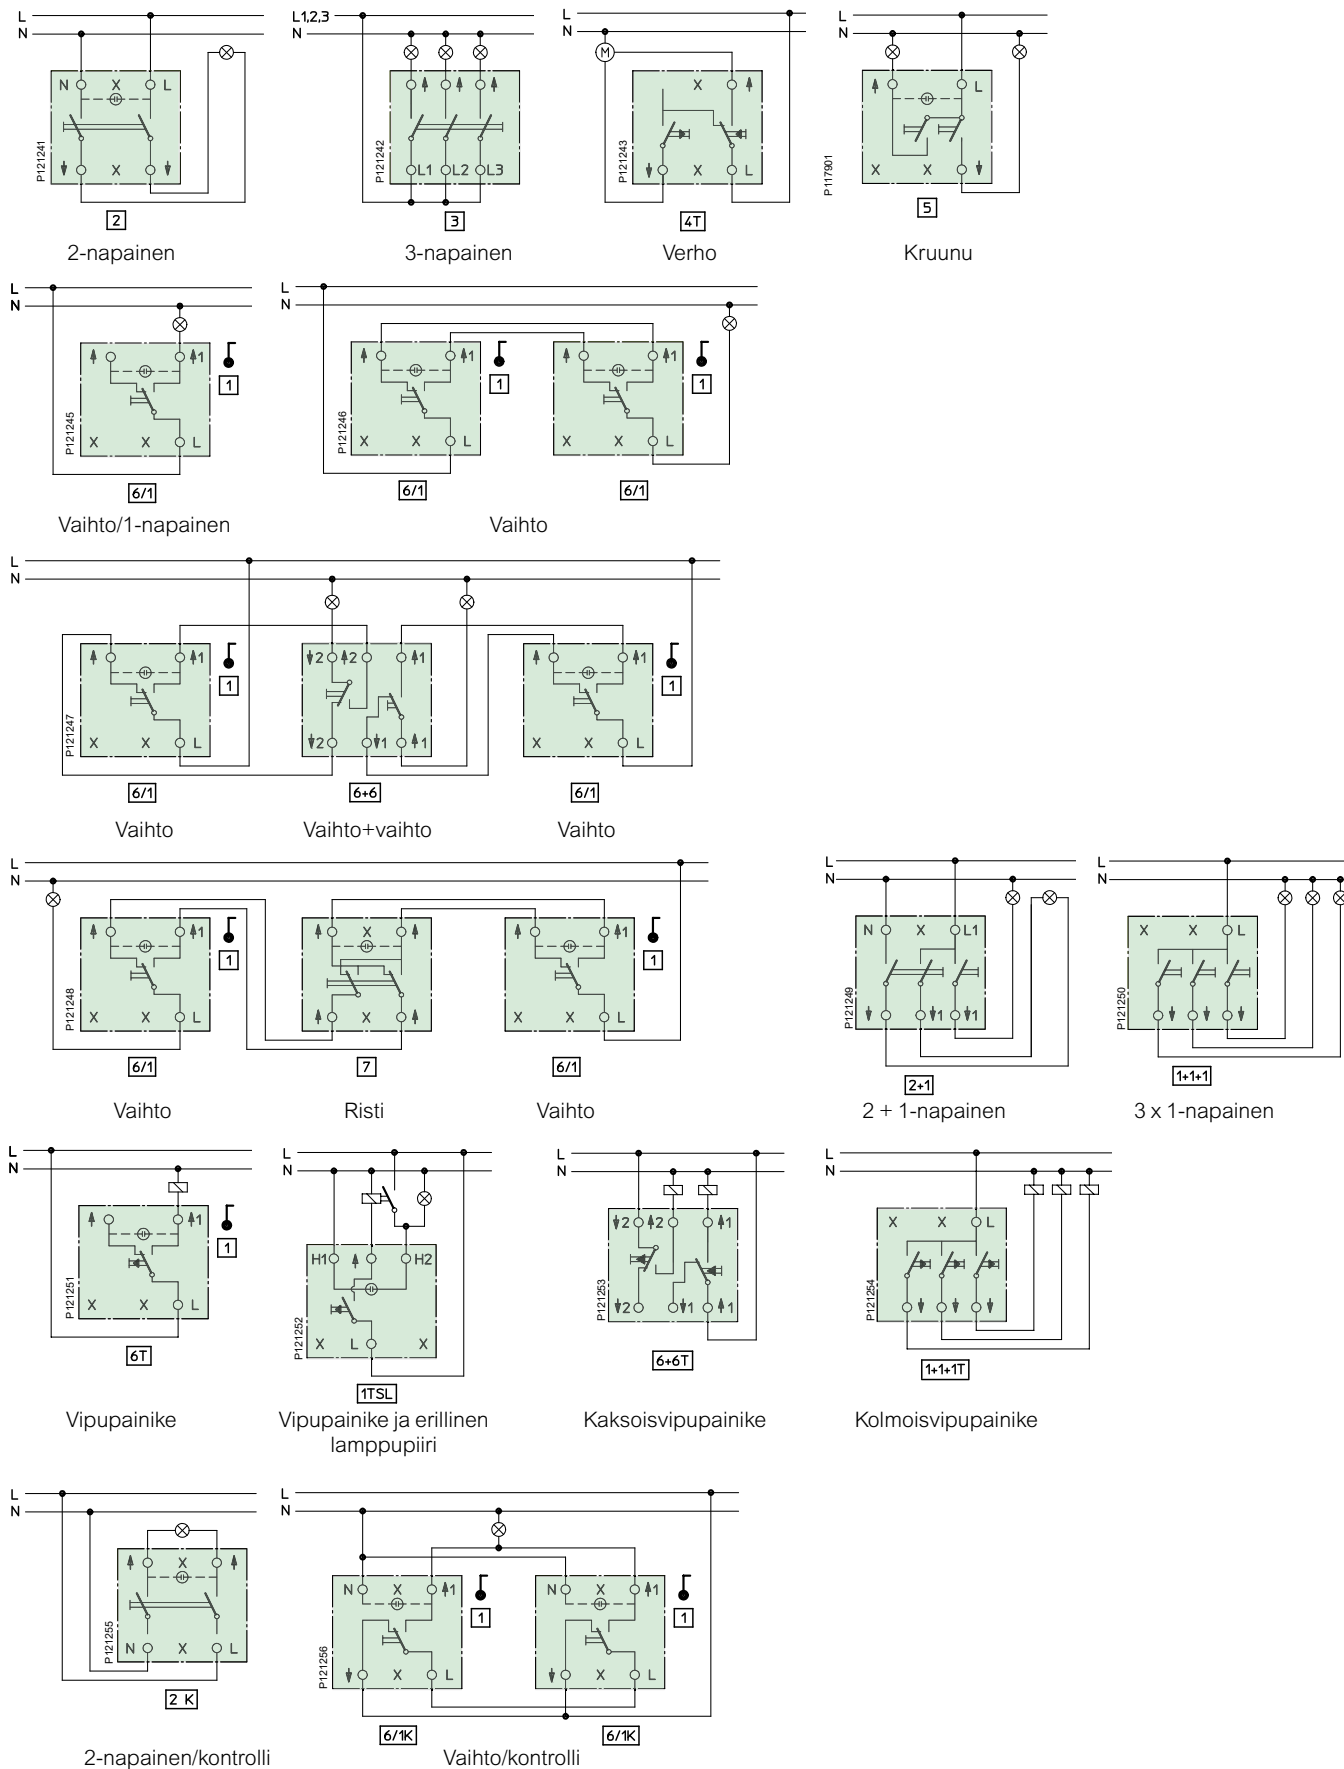 L
N
N X L
X
P121241
2
2-napainen
L1,2,3
N
L1 L2 L3
P121242
3
3-napainen
L
N
M
X
X L
P121243
4T
Verho
L
N
L
X X
P117901
5
Kruunu
L
N
1
1
X X L
P121245
6/1
Vaihto/1-napainen
L
N
1
1
X X L
P121246
6/1
1
1
X X L
6/1
Vaihto
L
N
1
1
X X L
P121247
6/1
Vaihto
2 2 1
2 1 1
6+6
Vaihto+vaihto
1
1
X X L
6/1
Vaihto
L
N
1
1
X X L
P121248
6/1
Vaihto
X
X
7
Risti
1
1
X X L
6/1
Vaihto
L
N
N X L1
1 1
P121249
2+1
2 + 1-napainen
L
N
X X L
P121250
1+1+1
3 x 1-napainen
L
N
1
1
X X L
P121251
6T
Vipupainike
L
N
H1 H2
X L X
P121252
1TSL
Vipupainike ja erillinen
lamppupiiri
L
N
2 2 1
2 1 1
P121253
6+6T
Kaksoisvipupainike
L
N
X X L
P121254
1+1+1T
Kolmoisvipupainike
L
N
X
N X L
P121255
2 K
2-napainen/kontrolli
L
N
N X 1
1
X L
P121256
6/1K
N X 1
1
X L
6/1K
Vaihto/kontrolli